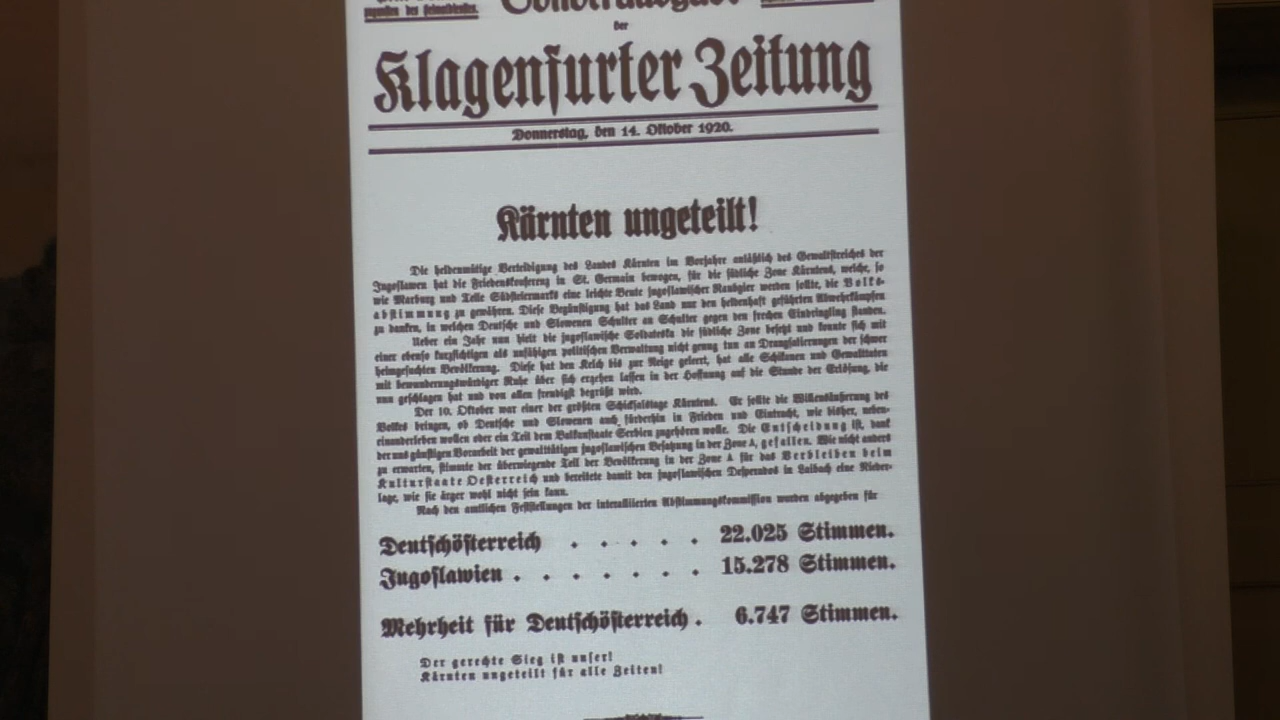 Sonderausgabe
der
Klagenfurter Zeitung
Donnerstag, den 14. Oktober 1920.
Kärnten ungeteilt!
Die heldenmütige Verteidigung des Landes Kärnten im Vorjahre anläßlich des Gewaltstreiches der
Jugoslawen hat die Friedenskonferenz in St. Germain bewogen, für die südliche Zone Kärntens, welche, so
wie Marburg und Teile Südsteiermarks eine leichte Beute jugoslawischer Raubgier werden sollte, die Volks-
abstimmung zu gewähren. Diese Begünstigung hat das Land nur den heldenhaft geführten Abwehrkämpfen
zu danken, in welchen Deutsche und Slowenen Schulter an Schulter gegen den frechen Eindringling standen.
Ueber ein Jahr nun hielt die jugoslawische Soldateska die südliche Zone besetzt und konnte sich mit
einer ebenso kurzsichtigen als unfähigen politischen Verwaltung nicht genug tun an Drangsalierungen der schwer
heimgesuchten Bevölkerung. Diese hat den Kelch bis zur Neige geleert, hat alle Schikanen und Gewalttaten
mit bewunderungswürdiger Ruhe über sich ergehen lassen in der Hoffnung auf die Stunde der Erlösung, die
nun geschlagen hat und von allen freudigst begrüßt wird.
Der 10. Oktober war einer der größten Schicksalstage Kärntens. Er sollte die Willensäußerung des
Volkes bringen, ob Deutsche und Slowenen auch fürderhin in Frieden und Eintracht, wie bisher, neben-
einanderleben wollen oder ein Teil dem Balkanstaate Serbien zugehören wolle. Die Entscheidung ist, dank
der uns günstigen Vorarbeit der gewalttätigen jugoslawischen Besatzung in der Zone A, gefallen. Wie nicht anders
zu erwarten, stimmte der überwiegende Teil der Bevölkerung in der Zone A für das Verbleiben beim
Kulturstaate Oesterreich und bereitete damit den jugoslawischen Desperados in Laibach eine Nieder-
lage, wie sie ärger wohl nicht sein kann.
Nach den amtlichen Feststellungen der interalliierten Abstimmungskommission wurden abgegeben für
Deutschösterreich . . . . . 22.025 Stimmen.
Jugoslawien . . . . . . . 15.278 Stimmen.
Mehrheit für Deutschösterreich . 6.747 Stimmen.
Der gerechte Sieg ist unser!
Kärnten ungeteilt für alle Zeiten!